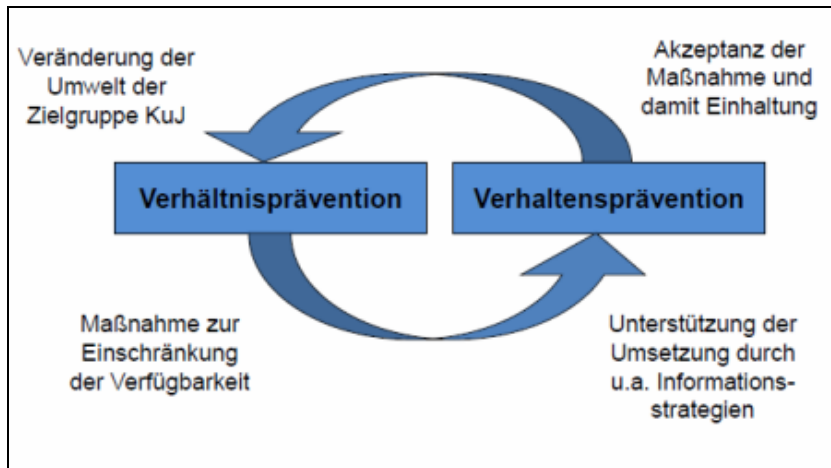 Veränderung der
Umwelt der
Zielgruppe KuJ
Akzeptanz der
Maßnahme und
damit Einhaltung
Verhältnisprävention
Verhaltensprävention
Maßnahme zur
Einschränkung
der Verfügbarkeit
Unterstützung der
Umsetzung durch
u.a. Informations-
strategien